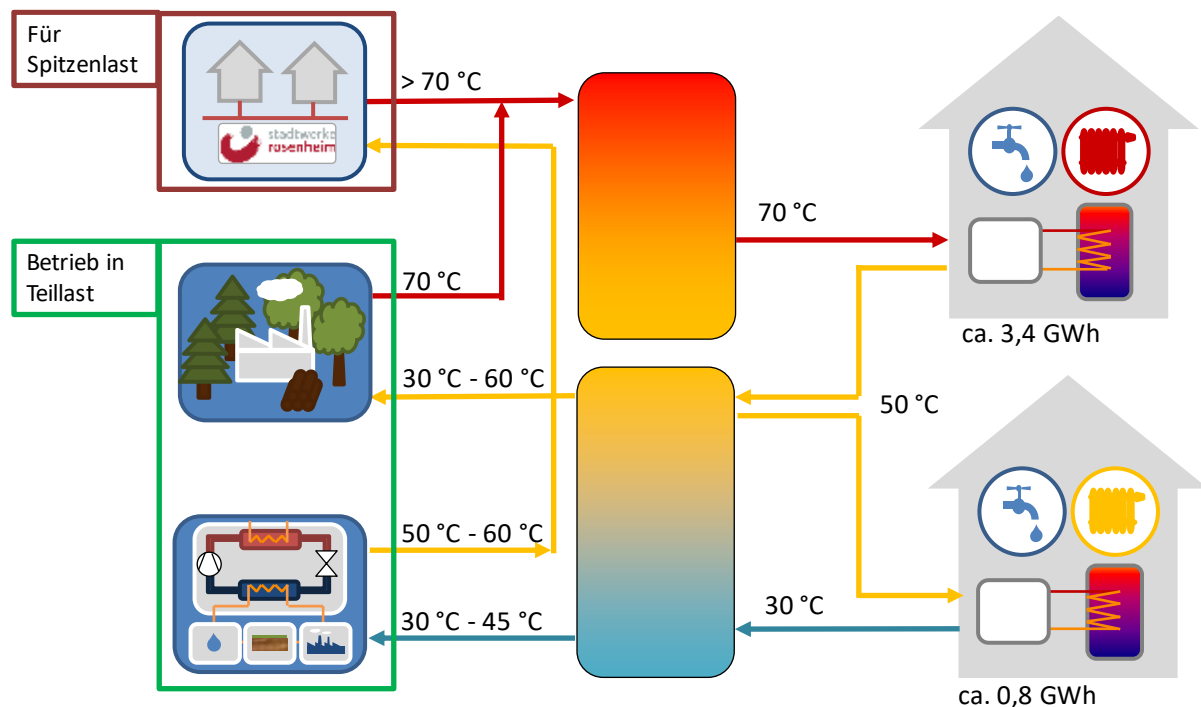 Für
Spitzenlast
stadtwerke
rosenheim
> 70 °C
70 °C
Betrieb in
Teillast
70 °C
ca. 3,4 GWh
30 °C - 60 °C
50 °C
50 °C - 60 °C
30 °C - 45 °C
30 °C
ca. 0,8 GWh